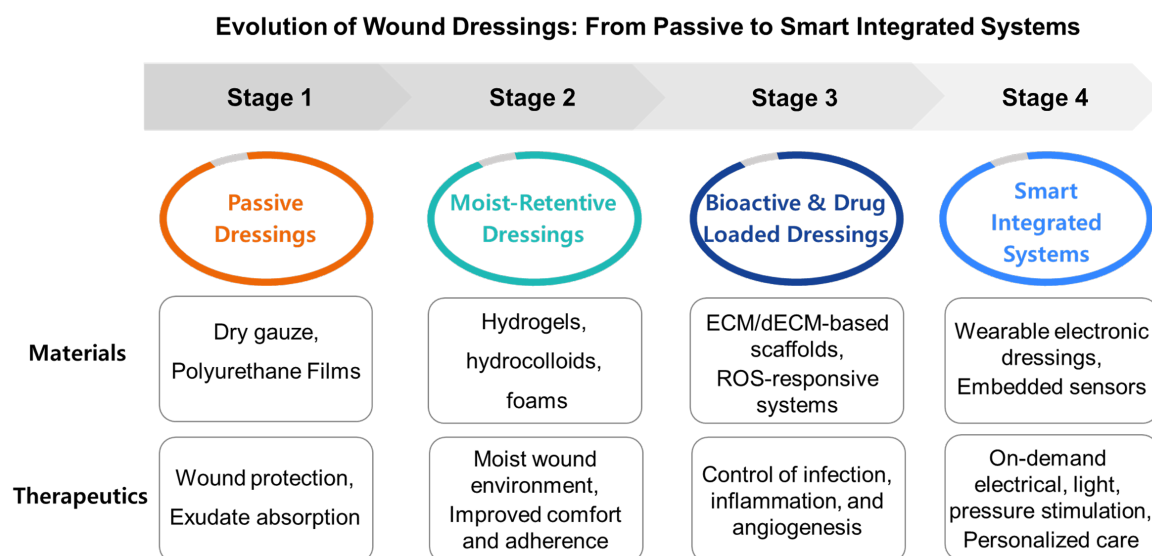 Evolution of Wound Dressings: From Passive to Smart Integrated Systems
Stage 1
Stage 2
Stage 3
Stage 4
Passive
Dressings
Moist-Retentive
Dressings
Bioactive & Drug
Loaded Dressings
Smart
Integrated
Systems
Materials
Dry gauze,
Polyurethane Films
Hydrogels,
hydrocolloids,
foams
ECM/dECM-based
scaffolds,
ROS-responsive
systems
Wearable electronic
dressings,
Embedded sensors
Therapeutics
Wound protection,
Exudate absorption
Moist wound
environment,
Improved comfort
and adherence
Control of infection,
inflammation, and
angiogenesis
On-demand
electrical, light,
pressure stimulation,
Personalized care